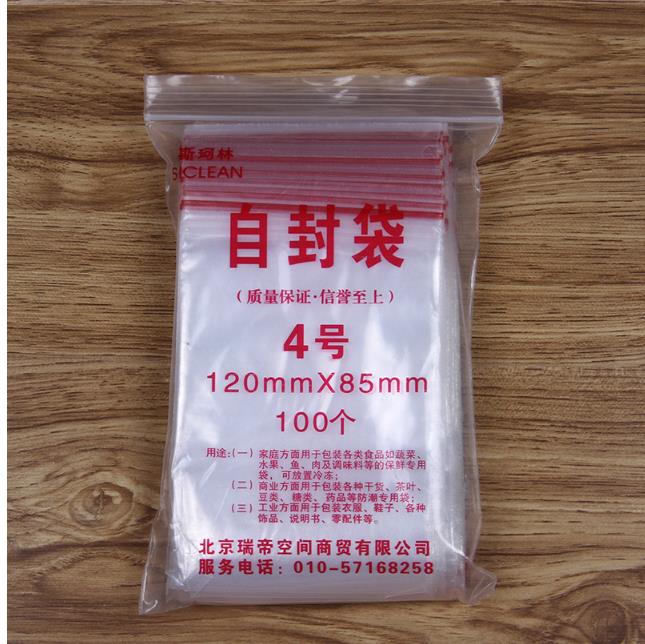 斯珂林
S CLEAN
自封袋
（质量保证·信誉至上）
4号
120mmX85mm
100个
用途:（一）家庭方面用于包装各类食品如蔬菜、
水果、鱼、肉及调味料等的保鲜专用
袋，可放置冷冻；
（二）商业方面用于包装各种干货、茶叶、
豆类、糖类、药品等防潮专用袋；
（三）工业方面用于包装衣服、鞋子、各种
饰品、说明书、零配件等。
北京瑞帝空间商贸有限公司
服务电话：010-57168258